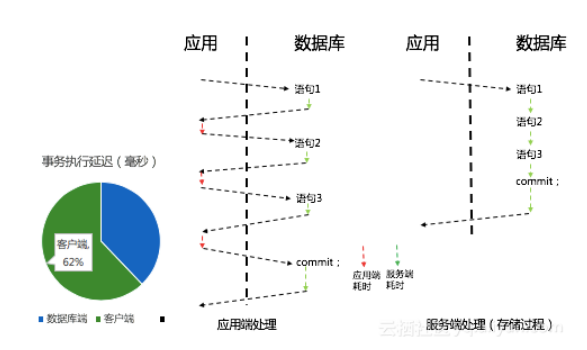 应用
数据库
应用
数据库
语句1
语句2
语句3
commit；
语句1
语句2
语句3
commit；
事务执行延迟（毫秒）
客户端,
62%
数据库端
客户端
应用端
耗时
服务端
耗时
应用端处理
服务端处理（存储过程）